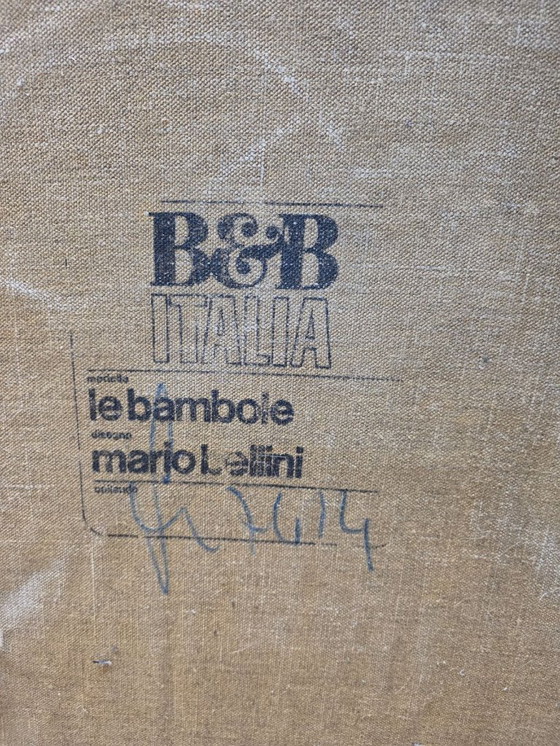 B&B
ITALIA
modello
le bambole
disegno
mario bellini